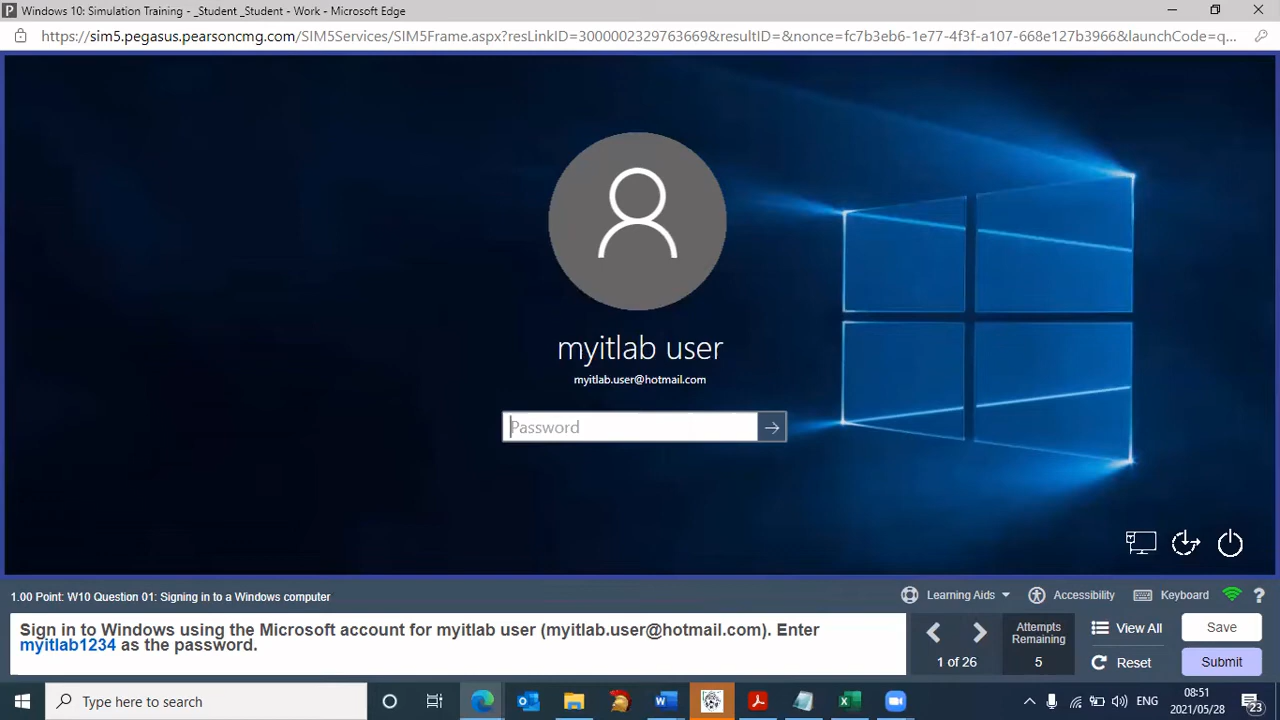 Windows 10: Simulation Training - _Student _Student - Work - Microsoft Edge
https://sim5.pegasus.pearsoncmg.com/SIM5Services/SIM5Frame.aspx?resLinkID=3000002329763669&resultID=&nonce=fc7b3eb6-1e77-4f3f-a107-668e127b3966&launchCode=q...
myitlab user
myitlab.user@hotmail.com
Password
1.00 Point: W10 Question 01: Signing in to a Windows computer
Learning Aids
Accessibility
Keyboard
?
Sign in to Windows using the Microsoft account for myitlab user (myitlab.user@hotmail.com). Enter
myitlab1234 as the password.
1 of 26
Attempts
Remaining
5
View All
Reset
Save
Submit
Type here to search
ENG
08:51
2021/05/28
23